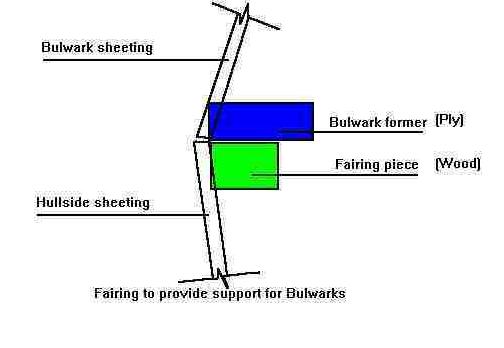 Bulwark sheeting
Bulwark former (Ply)
Fairing piece (Wood)
Hullside sheeting
Fairing to provide support for Bulwarks